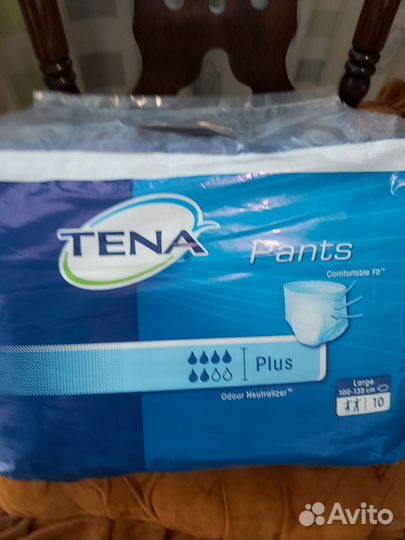 TENA
Pants
Comfortable Fit™
Plus
Odour Neutralizer™
Large
100-135 cm
10
Avito